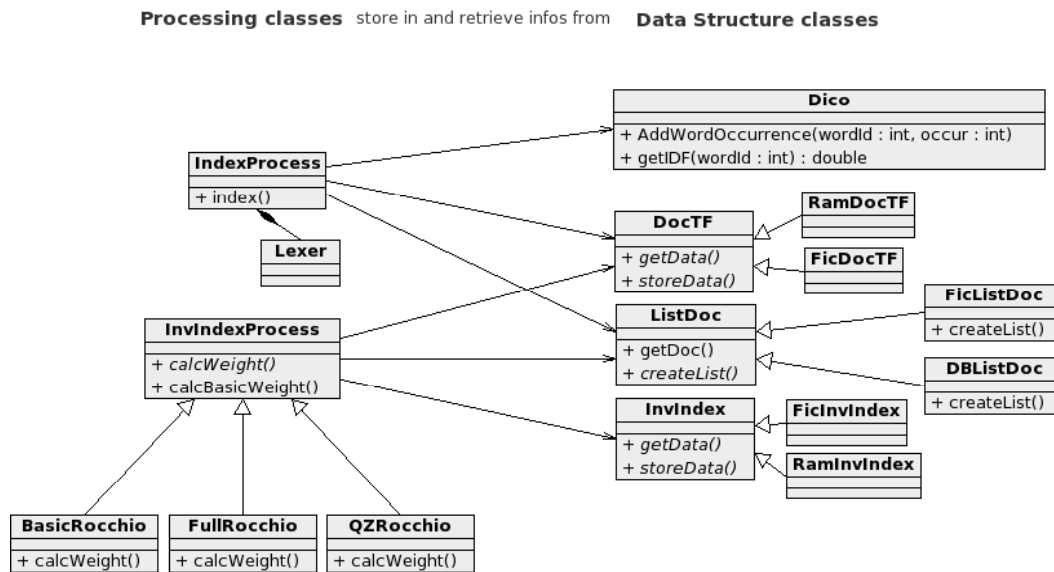 Processing classes store in and retrieve infos from Data Structure classes
Dico
+ AddWordOccurrence(wordId : int, occur : int)
+ getIDF(wordId : int) : double
IndexProcess
+ index()
Lexer
DocTF
+ getData()
+ storeData()
RamDocTF
FicDocTF
InvIndexProcess
+ calcWeight()
+ calcBasicWeight()
ListDoc
+ getDoc()
+ createList()
FicListDoc
+ createList()
DBListDoc
+ createList()
InvIndex
+ getData()
+ storeData()
FicInvIndex
RamInvIndex
BasicRocchio
+ calcWeight()
FullRocchio
+ calcWeight()
QZRocchio
+ calcWeight()